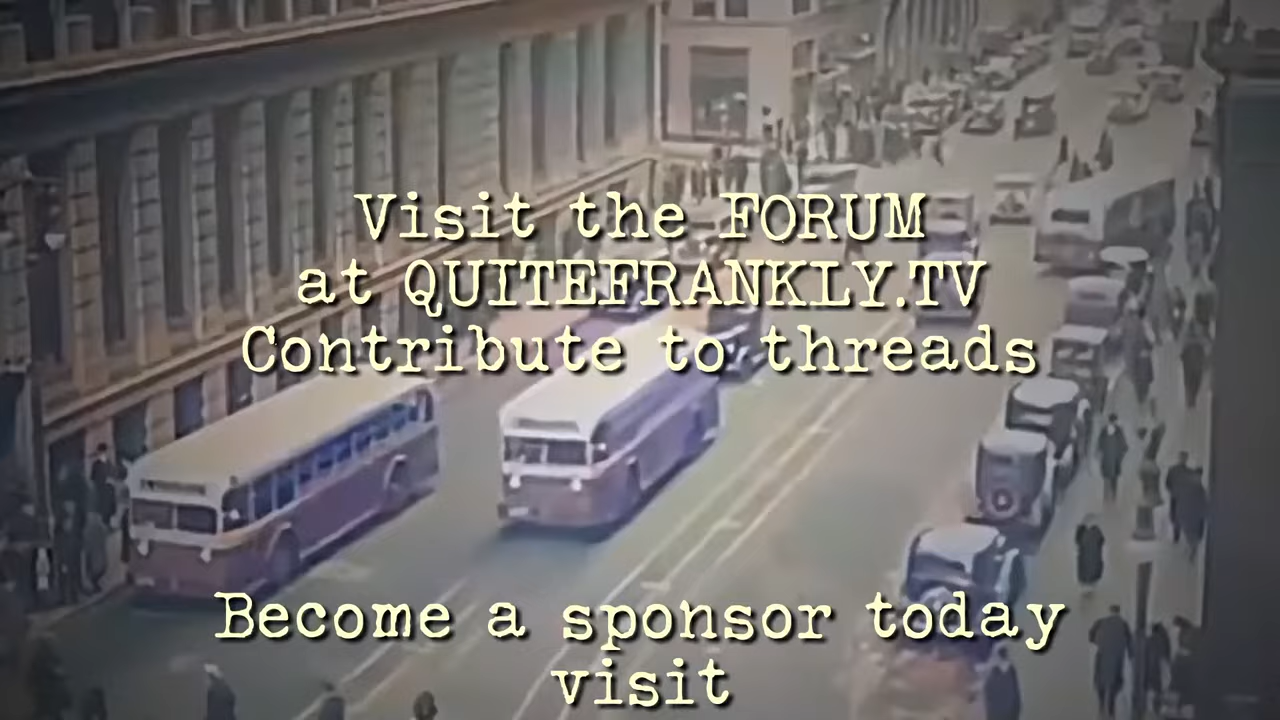 Visit the FORUM
at QUITEFRANKLY.TV
Contribute to threads
Become a sponsor today
visit